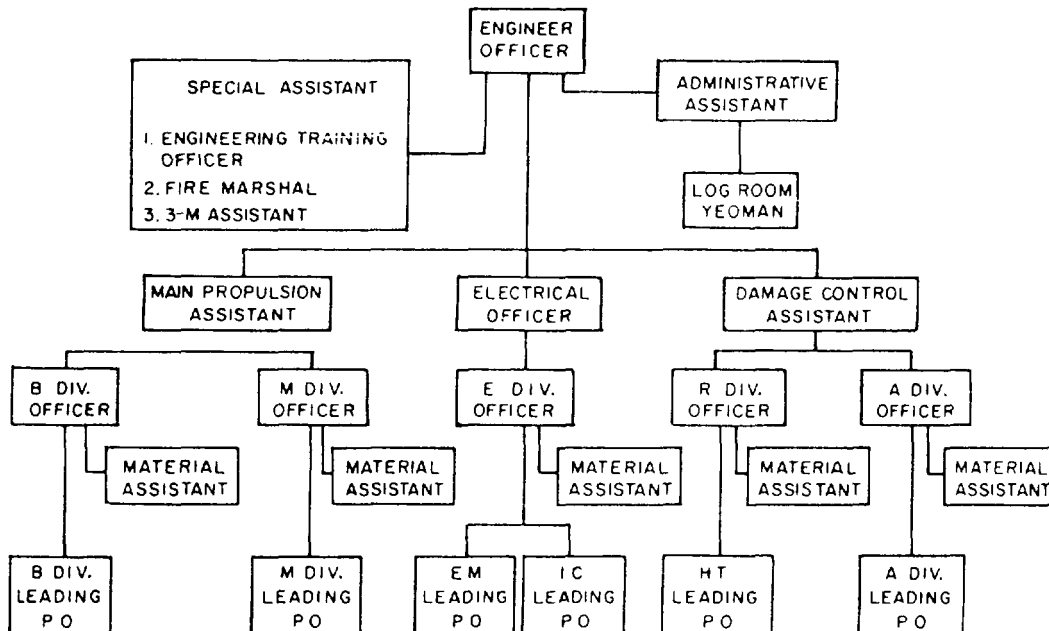 ENGINEER
OFFICER
SPECIAL ASSISTANT
1. ENGINEERING TRAINING
OFFICER
2. FIRE MARSHAL
3. 3-M ASSISTANT
ADMINISTRATIVE
ASSISTANT
LOG ROOM
YEOMAN
MAIN PROPULSION
ASSISTANT
ELECTRICAL
OFFICER
DAMAGE CONTROL
ASSISTANT
B DIV.
OFFICER
M DIV.
OFFICER
E DIV.
OFFICER
R DIV.
OFFICER
A DIV.
OFFICER
MATERIAL
ASSISTANT
MATERIAL
ASSISTANT
MATERIAL
ASSISTANT
MATERIAL
ASSISTANT
MATERIAL
ASSISTANT
B DIV.
LEADING
PO
M DIV.
LEADING
PO
EM
LEADING
PO
IC
LEADING
PO
HT
LEADING
PO
A DIV.
LEADING
PO